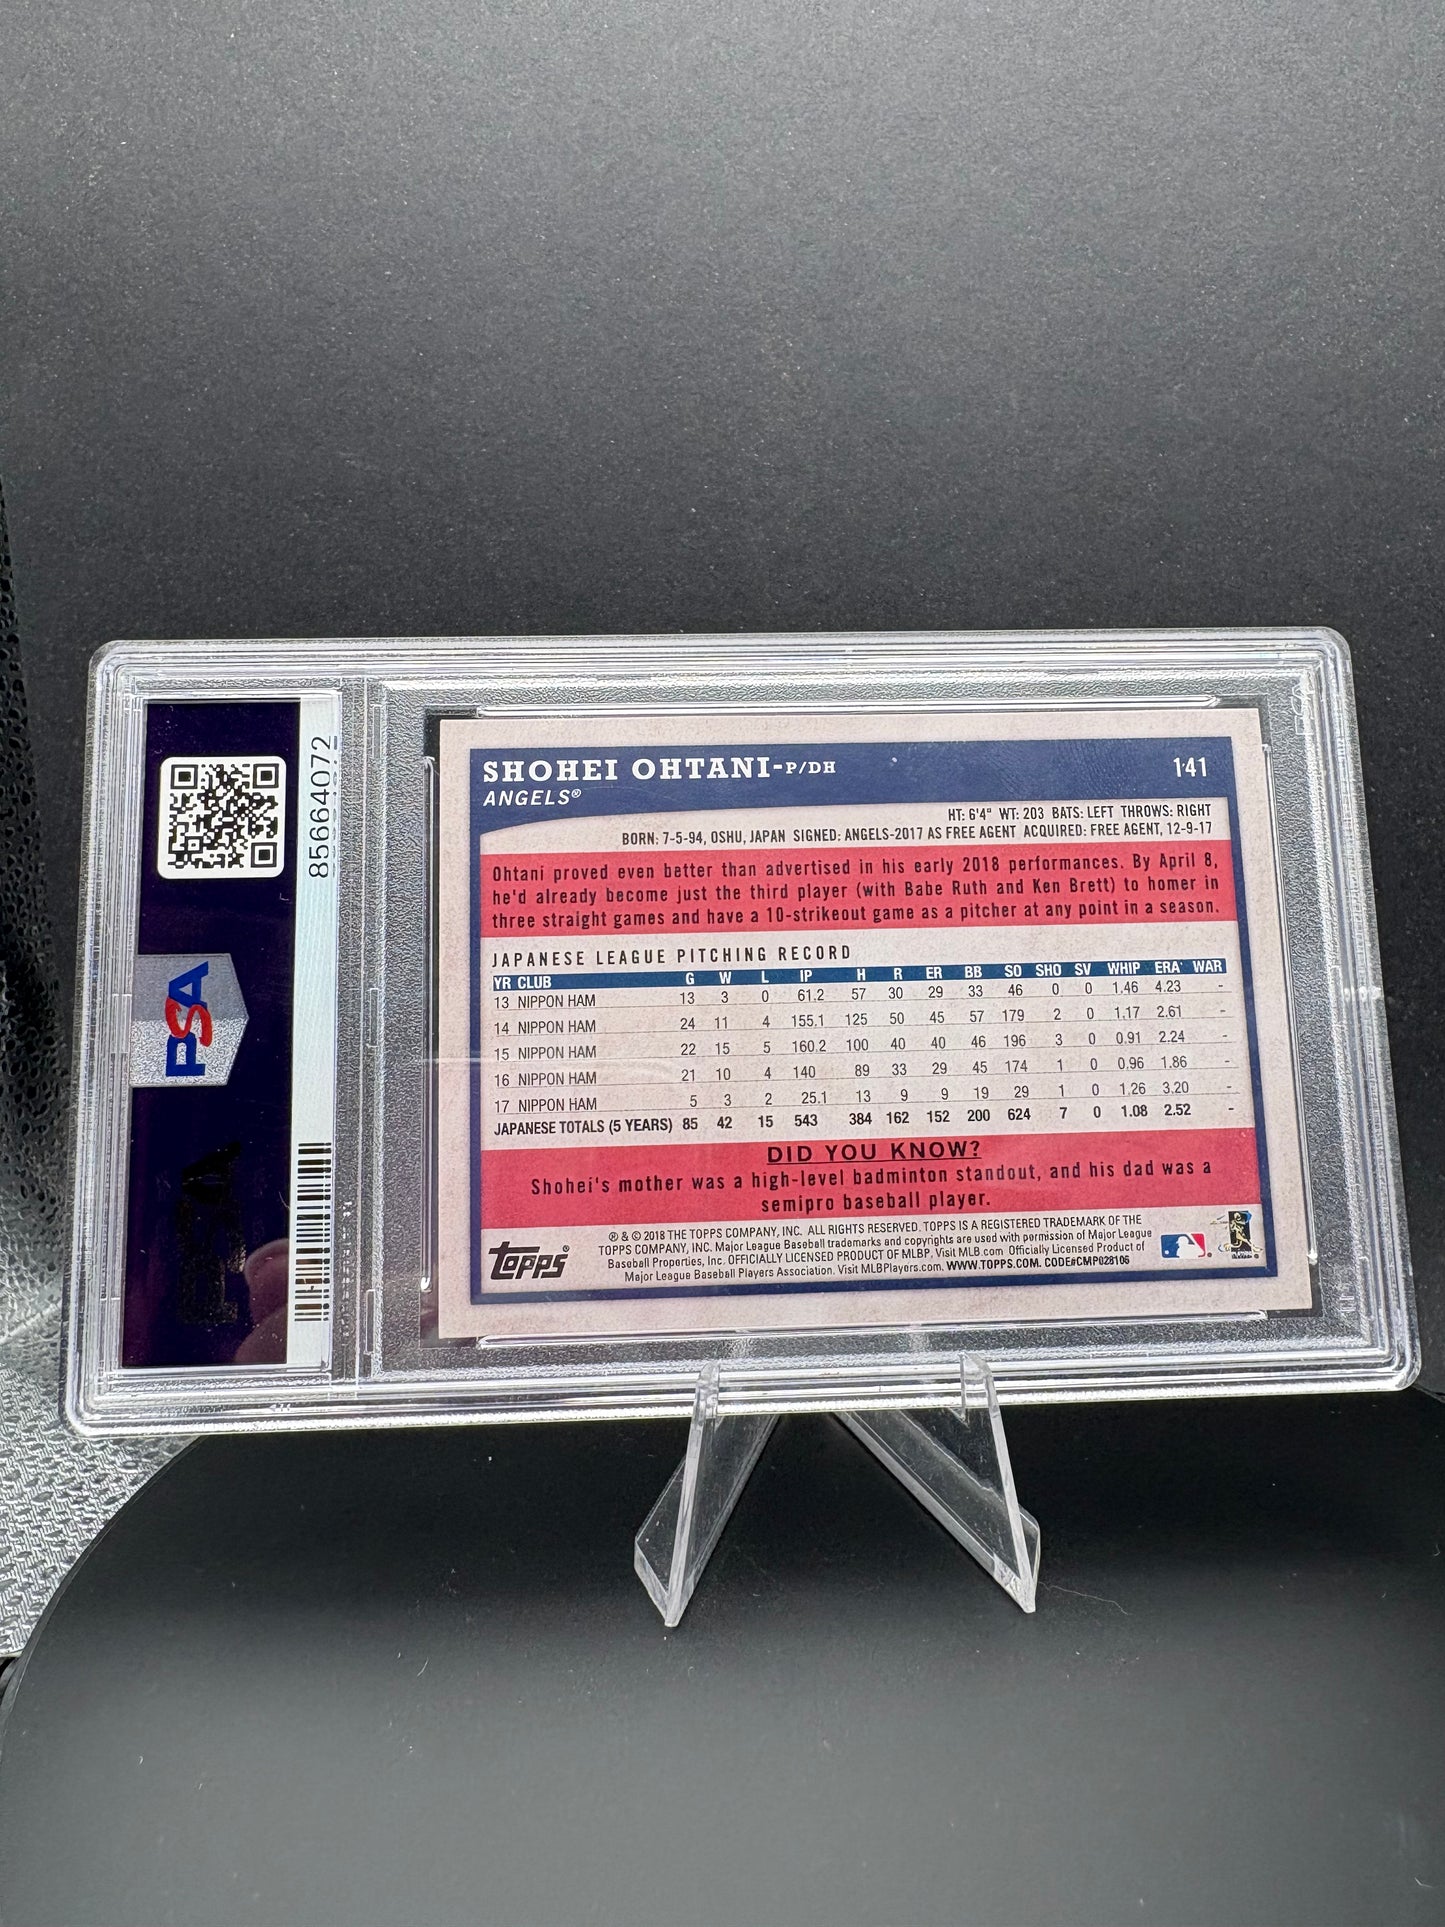 85664072
PSA
SHOHEI OHTANI-P/DH 141
ANGELS®
HT: 6'4" WT: 203 BATS: LEFT THROWS: RIGHT
BORN: 7-5-94, OSHU, JAPAN SIGNED: ANGELS-2017 AS FREE AGENT ACQUIRED: FREE AGENT, 12-9-17
Ohtani proved even better than advertised in his early 2018 performances. By April 8,
he'd already become just the third player (with Babe Ruth and Ken Brett) to homer in
three straight games and have a 10-strikeout game as a pitcher at any point in a season.
JAPANESE LEAGUE PITCHING RECORD
YR CLUB G W L IP H R ER BB SO SHO SV WHIP ERA WAR
13 NIPPON HAM 13 3 0 61.2 57 30 29 33 46 0 0 1.46 4.23 -
14 NIPPON HAM 24 11 4 155.1 125 50 45 57 179 2 0 1.17 2.61 -
15 NIPPON HAM 22 15 5 160.2 100 40 40 46 196 3 0 0.91 2.24 -
16 NIPPON HAM 21 10 4 140 89 33 29 45 174 1 0 0.96 1.86 -
17 NIPPON HAM 5 3 2 25.1 13 9 9 19 29 1 0 1.26 3.20 -
JAPANESE TOTALS (5 YEARS) 85 42 15 543 384 162 152 200 624 7 0 1.08 2.52 -
DID YOU KNOW?
Shohei's mother was a high-level badminton standout, and his dad was a
semipro baseball player.
Topps®
® & © 2018 THE TOPPS COMPANY, INC. ALL RIGHTS RESERVED. TOPPS IS A REGISTERED TRADEMARK OF THE
TOPPS COMPANY, INC. Major League Baseball trademarks and copyrights are used with permission of Major League
Baseball Properties, Inc. OFFICIALLY LICENSED PRODUCT OF MLBP. Visit MLB.com Officially Licensed Product of
Major League Baseball Players Association. Visit MLBPlayers.com. WWW.TOPPS.COM. CODE#CMP028106